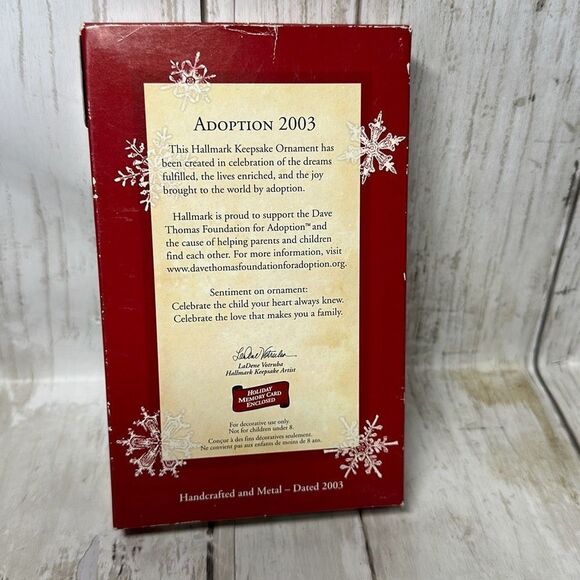 ADOPTION 2003
This Hallmark Keepsake Ornament has
been created in celebration of the dreams
fulfilled, the lives enriched, and the joy
brought to the world by adoption.
Hallmark is proud to support the Dave
Thomas Foundation for Adoption™ and
the cause of helping parents and children
find each other. For more information, visit
www.davethomasfoundationforadoption.org.
Sentiment on ornament:
Celebrate the child your heart always knew.
Celebrate the love that makes you a family.
LaDene Votruba
LaDene Votruba
Hallmark Keepsake Artist
HOLIDAY
MEMORY CARD
ENCLOSED
For decorative use only.
Not for children under 8.
Conçur à des fins décoratives seulement.
Ne convient pas aux enfants de moins de 8 ans.
Handcrafted and Metal – Dated 2003